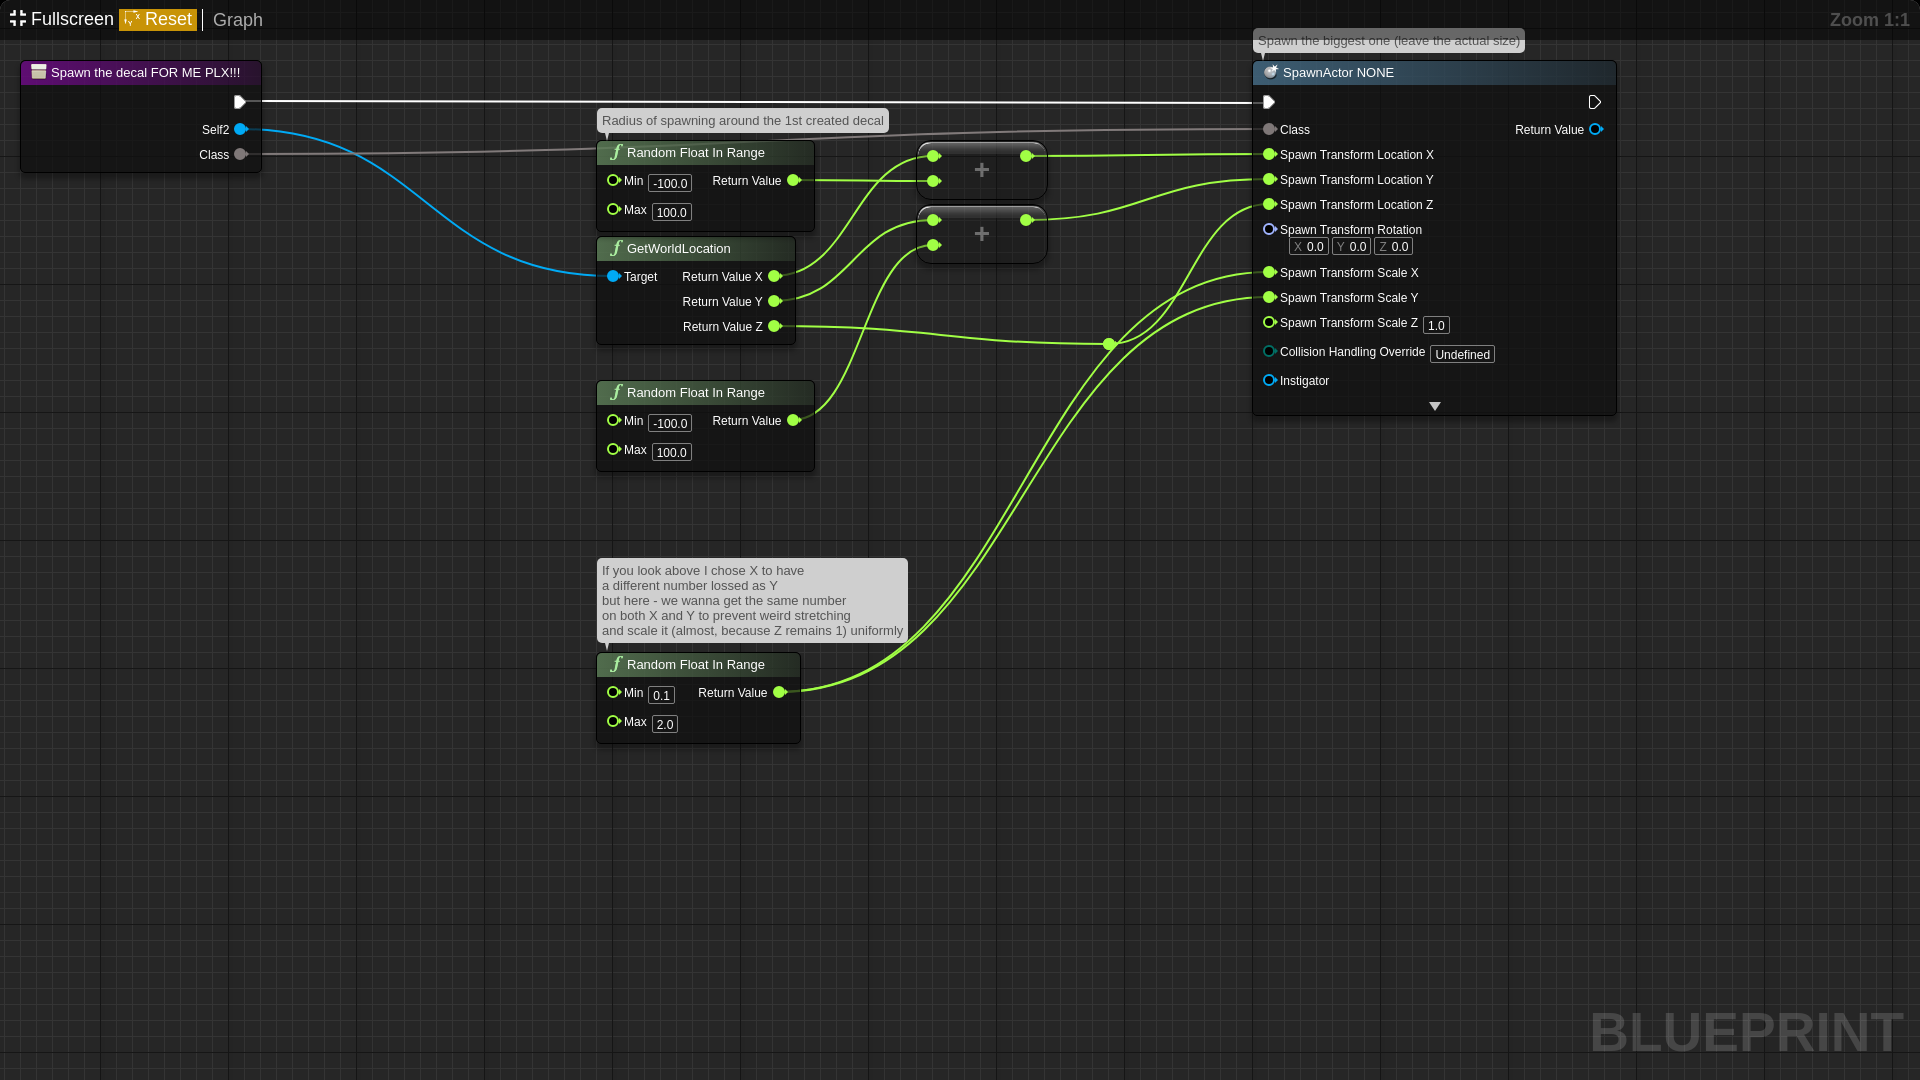 Fullscreen Reset Graph
Zoom 1:1
Spawn the decal FOR ME PLX!!!
Self2
Class
Radius of spawning around the 1st created decal
Random Float In Range
Min -100.0 Return Value
Max 100.0
GetWorldLocation
Target Return Value X
Return Value Y
Return Value Z
Random Float In Range
Min -100.0 Return Value
Max 100.0
If you look above I chose X to have
a different number lossed as Y
but here - we wanna get the same number
on both X and Y to prevent weird stretching
and scale it (almost, because Z remains 1) uniformly
Random Float In Range
Min 0.1 Return Value
Max 2.0
+
+
Spawn the biggest one (leave the actual size)
SpawnActor NONE
Class Return Value
Spawn Transform Location X
Spawn Transform Location Y
Spawn Transform Location Z
Spawn Transform Rotation
X 0.0 Y 0.0 Z 0.0
Spawn Transform Scale X
Spawn Transform Scale Y
Spawn Transform Scale Z 1.0
Collision Handling Override Undefined
Instigator
BLUEPRINT